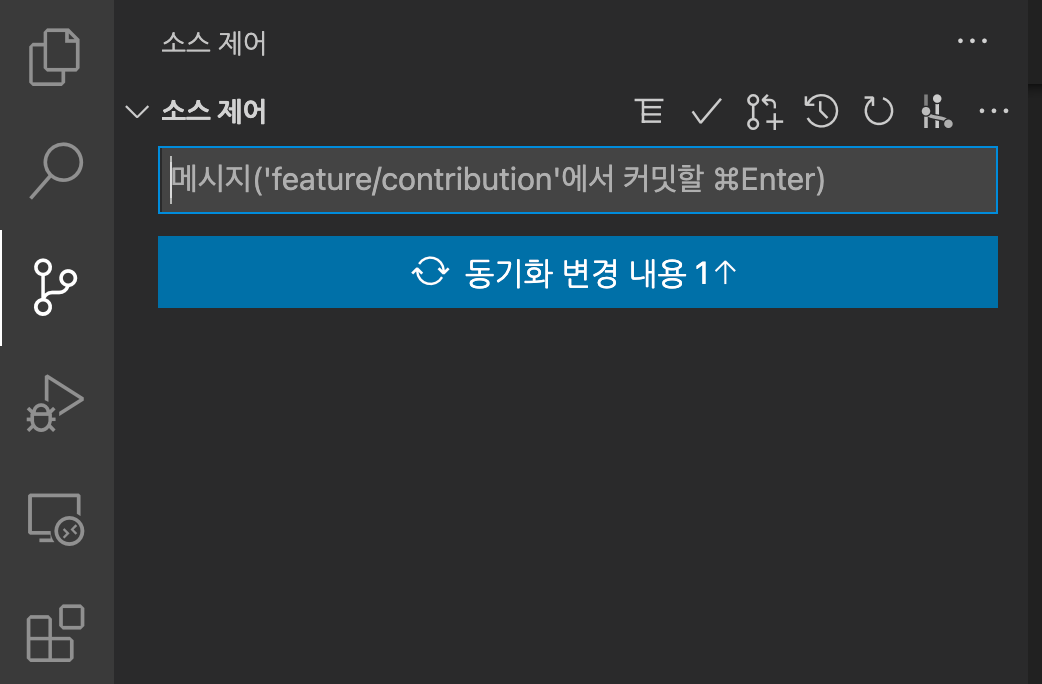 소스 제어
소스 제어
메시지('feature/contribution'에서 커밋할 ⌘Enter)
동기화 변경 내용 1↑